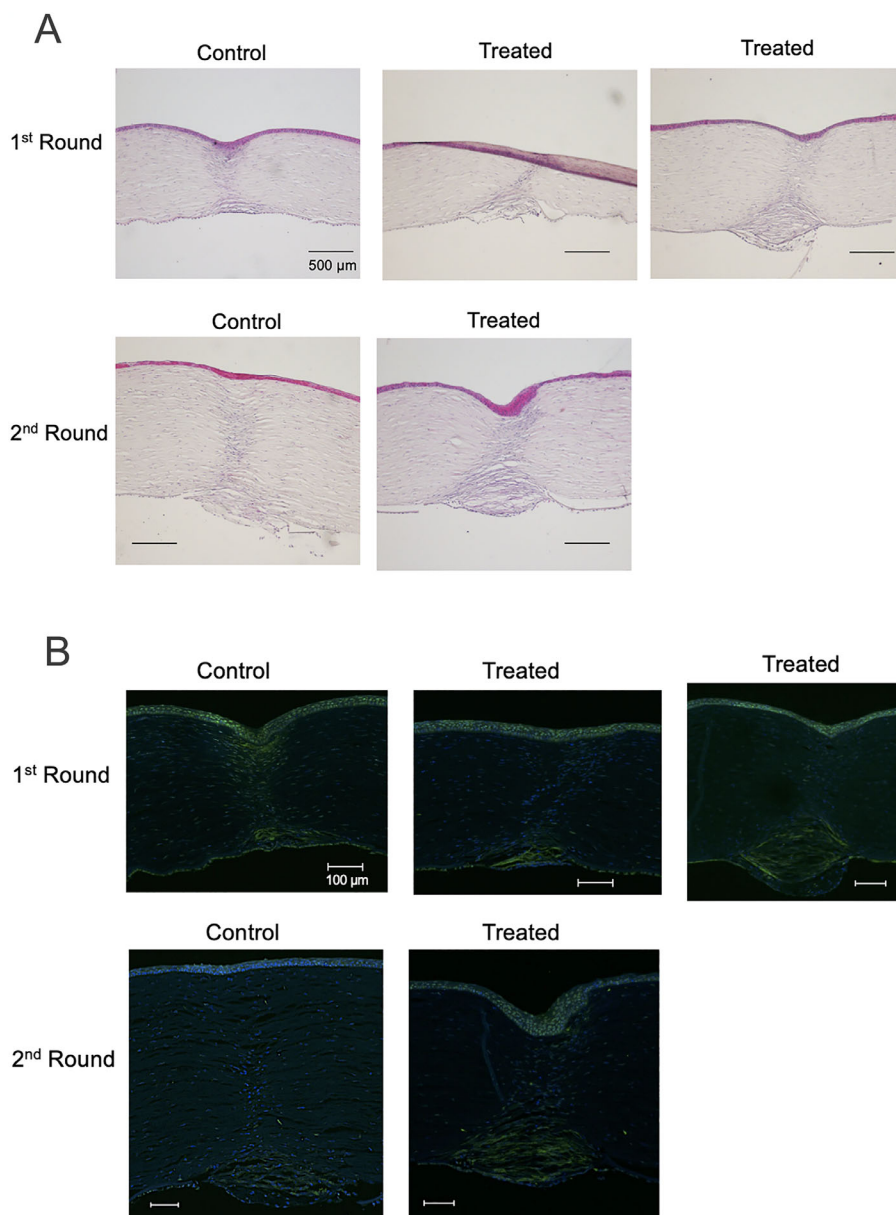 A
Control
Treated
Treated
1st Round
500 μm
Control
Treated
2nd Round
B
Control
Treated
Treated
1st Round
100 μm
Control
Treated
2nd Round